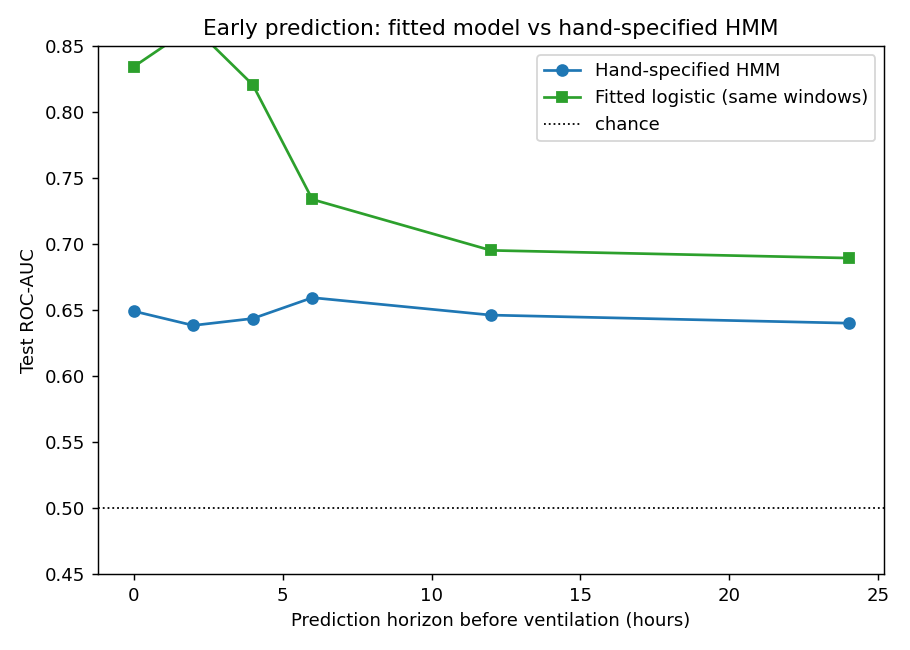 Early prediction: fitted model vs hand-specified HMM
Hand-specified HMM
Fitted logistic (same windows)
chance
Test ROC-AUC
0.85
0.80
0.75
0.70
0.65
0.60
0.55
0.50
0.45
0
5
10
15
20
25
Prediction horizon before ventilation (hours)